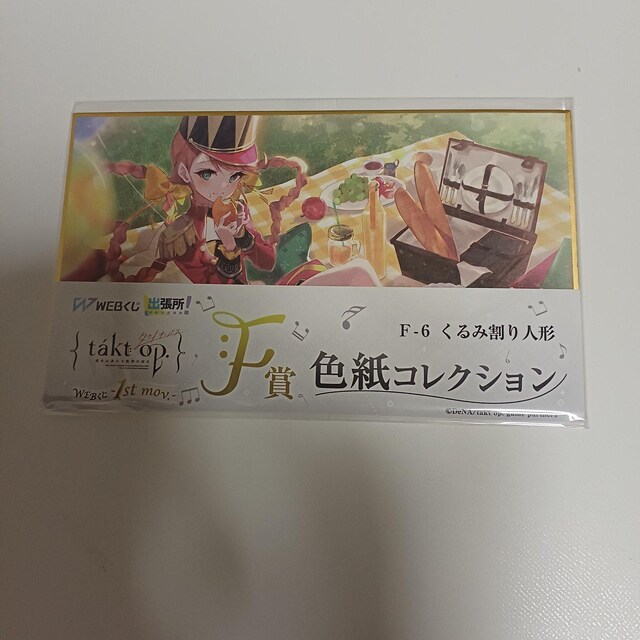 WEBくじ 出張所!
takt op.
WEBくじ -1st mov.-
F賞
F-6 くるみ割り人形
色紙コレクション
©DeNA/takt op. game partners